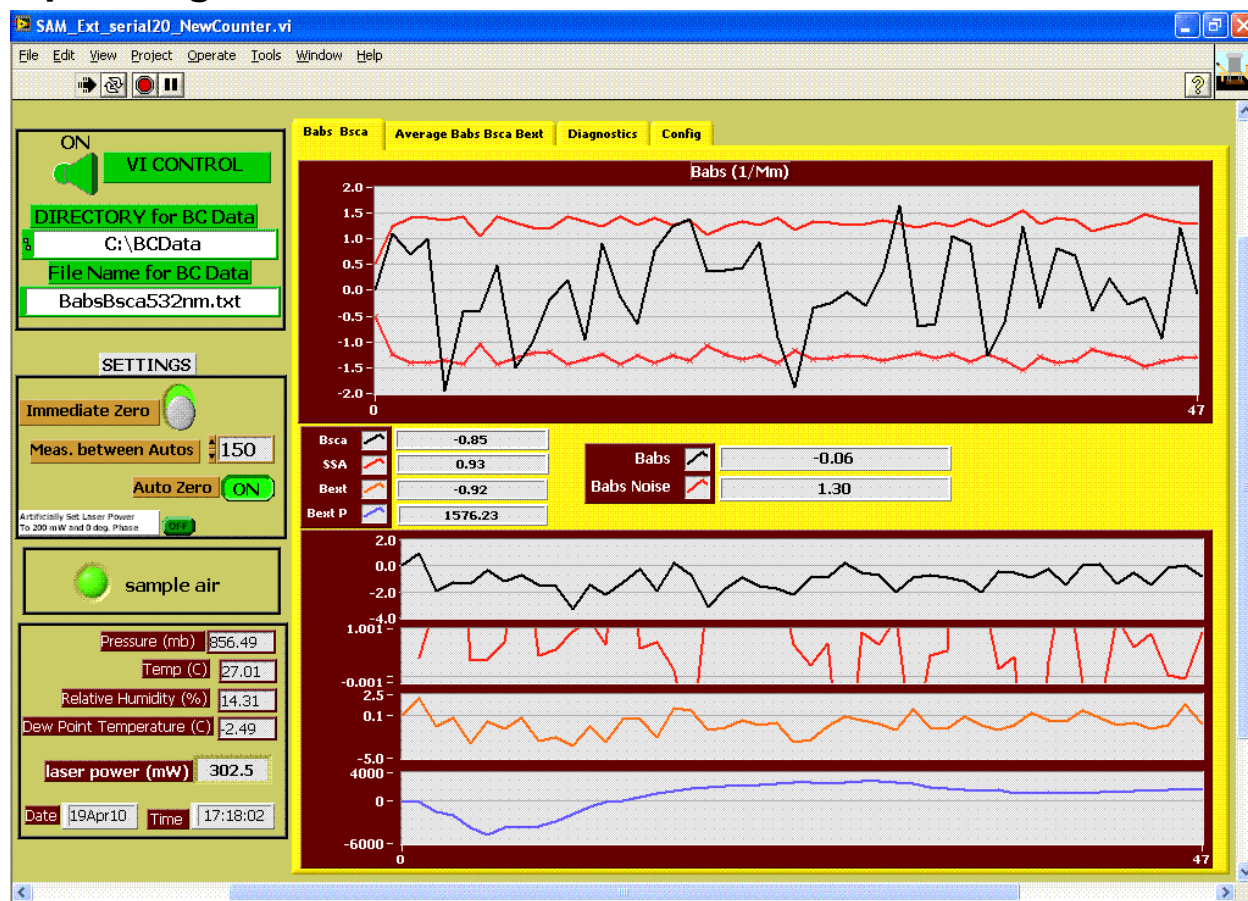 SAM_Ext_serial20_NewCounter.vi
File Edit View Project Operate Tools Window Help
ON
VI CONTROL
DIRECTORY for BC Data
C:\BCData
File Name for BC Data
BabsBsca532nm.txt
SETTINGS
Immediate Zero
Meas. between Autos 150
Auto Zero ON
Artificially Set Laser Power
To 200 mW and 0 deg. Phase
OFF
sample air
Pressure (mb) 856.49
Temp (C) 27.01
Relative Humidity (%) 14.31
Dew Point Temperature (C) -2.49
laser power (mW) 302.5
Date 19Apr10 Time 17:18:02
Babs Bsca Average Babs Bsca Bext Diagnostics Config
Babs (1/Mm)
2.0
1.5
1.0
0.5
0.0
-0.5
-1.0
-1.5
-2.0
0 47
Bsca -0.85
SSA 0.93
Bext -0.92
Bext P 1576.23
Babs -0.06
Babs Noise 1.30
2.0
0.0
-2.0
-4.0
1.001
-0.001
2.5
0.1
-5.0
4000
0
-6000
0 47